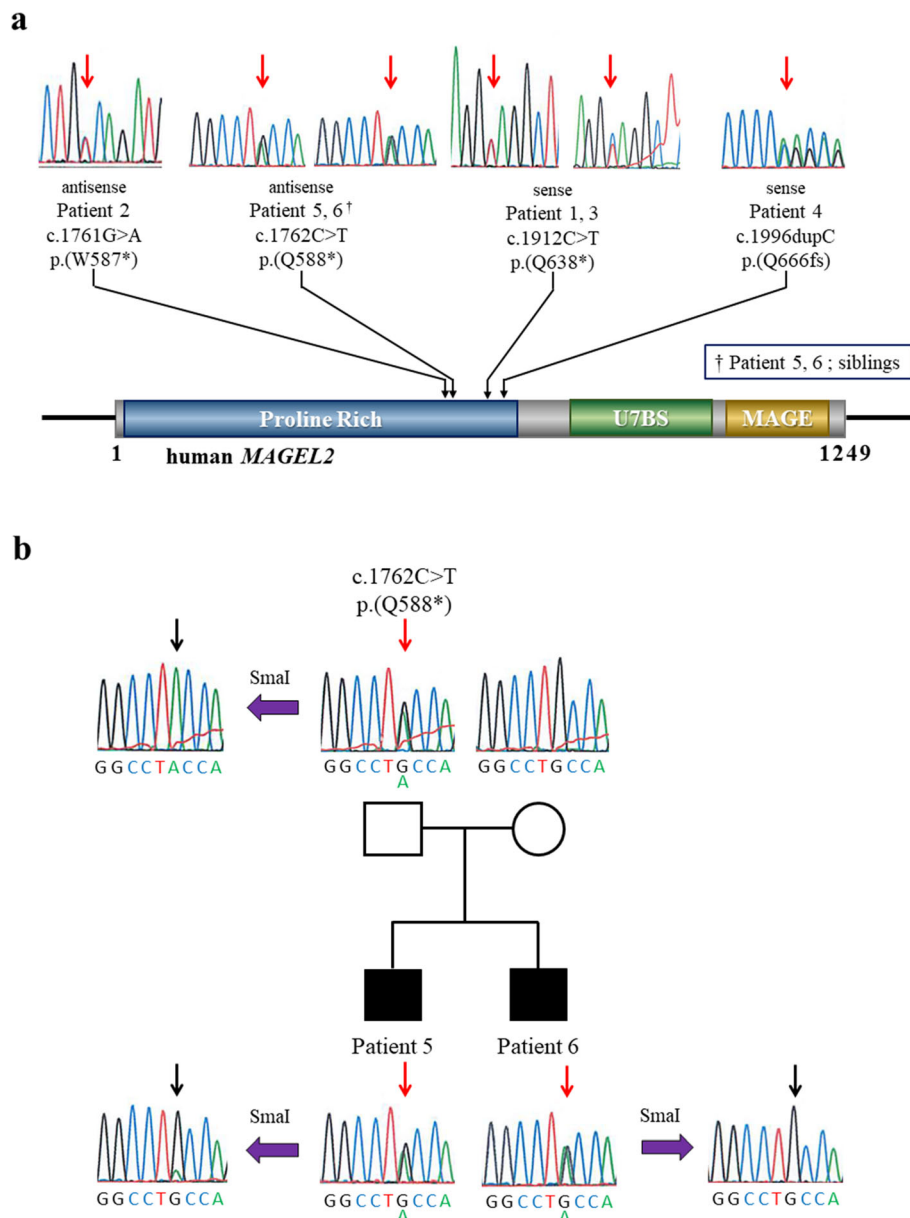 a
antisense
Patient 2
c.1761G>A
p.(W587*)
antisense
Patient 5, 6†
c.1762C>T
p.(Q588*)
sense
Patient 1, 3
c.1912C>T
p.(Q638*)
sense
Patient 4
c.1996dupC
p.(Q666fs)
† Patient 5, 6 ; siblings
Proline Rich
U7BS
MAGE
1
human MAGEL2
1249
b
c.1762C>T
p.(Q588*)
SmaI
GGCCTACCA
GGCCTGCCA
A
GGCCTGCCA
Patient 5
Patient 6
SmaI
SmaI
GGCCTGCCA
GGCCTGCCA
A
GGCCTGCCA
A
GGCCTGCCA